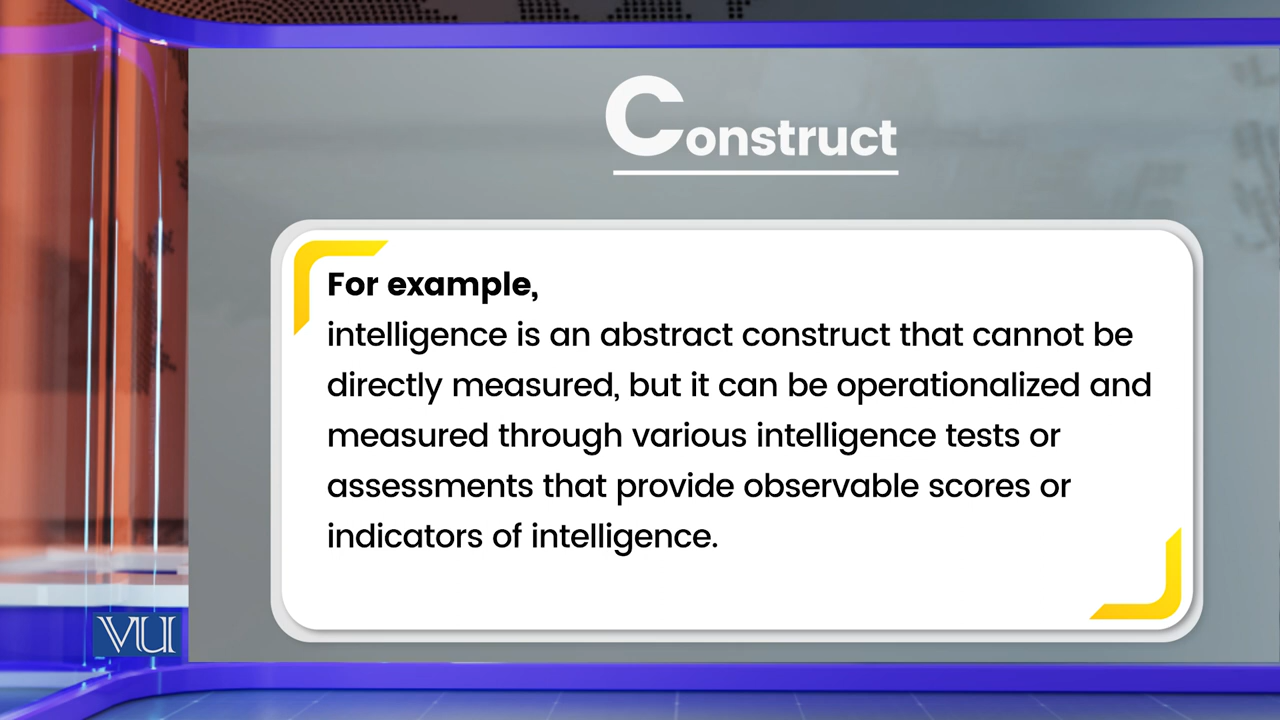 Construct
For example,
intelligence is an abstract construct that cannot be
directly measured, but it can be operationalized and
measured through various intelligence tests or
assessments that provide observable scores or
indicators of intelligence.
VU